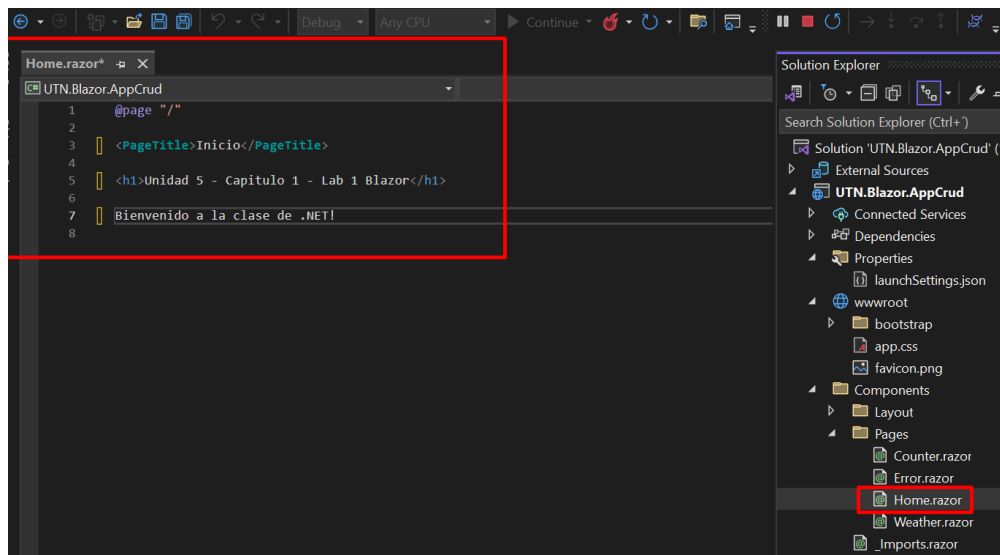 Debug
Any CPU
Continue
Home.razor*
C# UTN.Blazor.AppCrud
1 @page "/"
2
3 <PageTitle>Inicio</PageTitle>
4
5 <h1>Unidad 5 - Capitulo 1 - Lab 1 Blazor</h1>
6
7 Bienvenido a la clase de .NET!
8
Solution Explorer
Search Solution Explorer (Ctrl+´)
Solution 'UTN.Blazor.AppCrud' (
External Sources
UTN.Blazor.AppCrud
Connected Services
Dependencies
Properties
launchSettings.json
wwwroot
bootstrap
app.css
favicon.png
Components
Layout
Pages
Counter.razor
Error.razor
Home.razor
Weather.razor
_Imports.razor